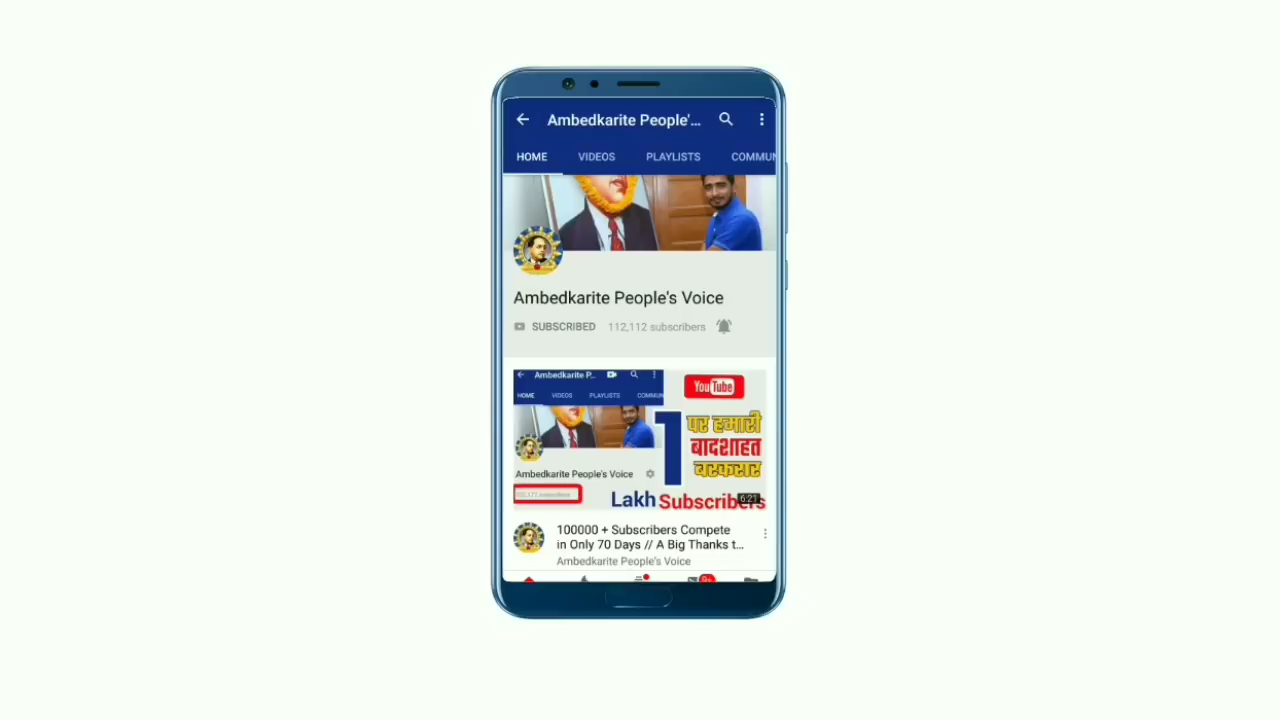 Ambedkarite People'...
HOME VIDEOS PLAYLISTS COMMUN
Ambedkarite People's Voice
SUBSCRIBED 112,112 subscribers
Ambedkarite P...
HOME VIDEOS PLAYLISTS COMMUN
Ambedkarite People's Voice
YouTube
1 पर हमारी
बादशाहत
बरकरार
Lakh Subscribers
6:21
100000 + Subscribers Compete
in Only 70 Days // A Big Thanks t...
Ambedkarite People's Voice
9+